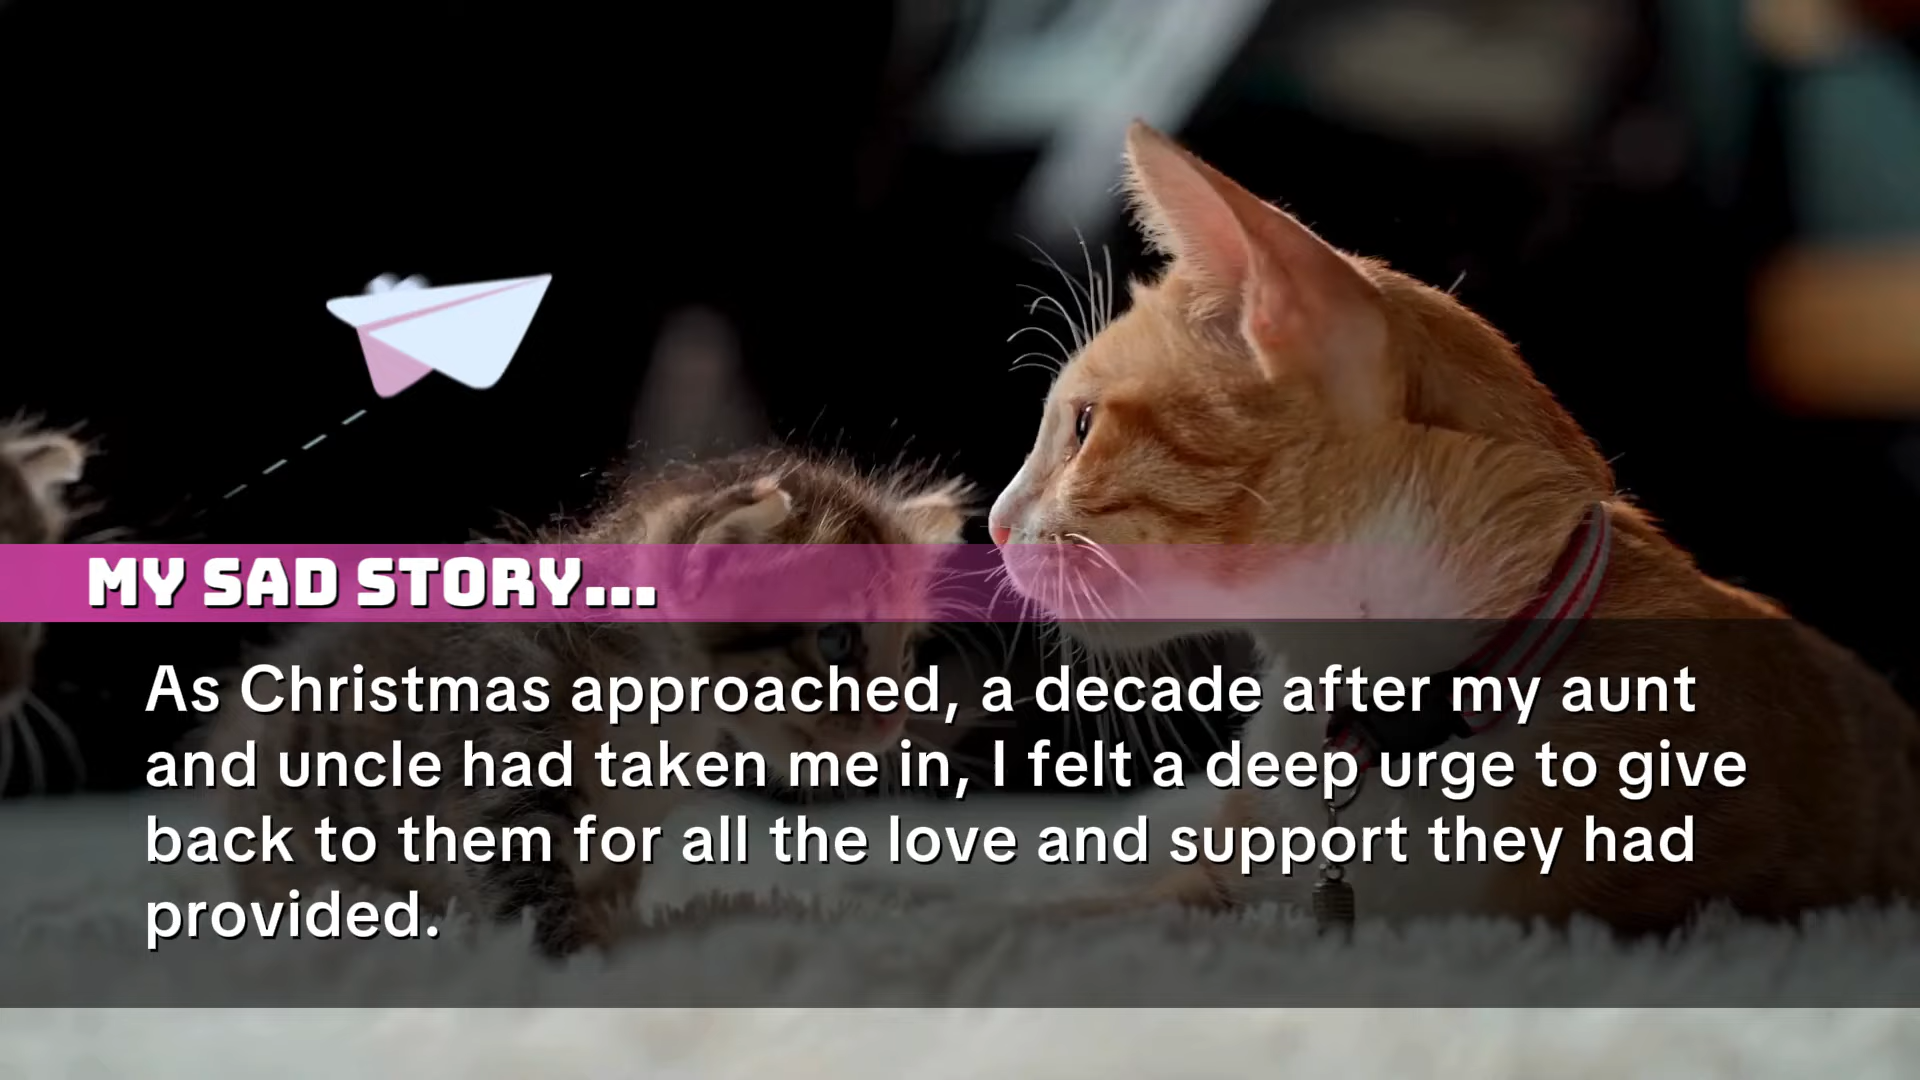 MY SAD STORY...
As Christmas approached, a decade after my aunt
and uncle had taken me in, I felt a deep urge to give
back to them for all the love and support they had
provided.